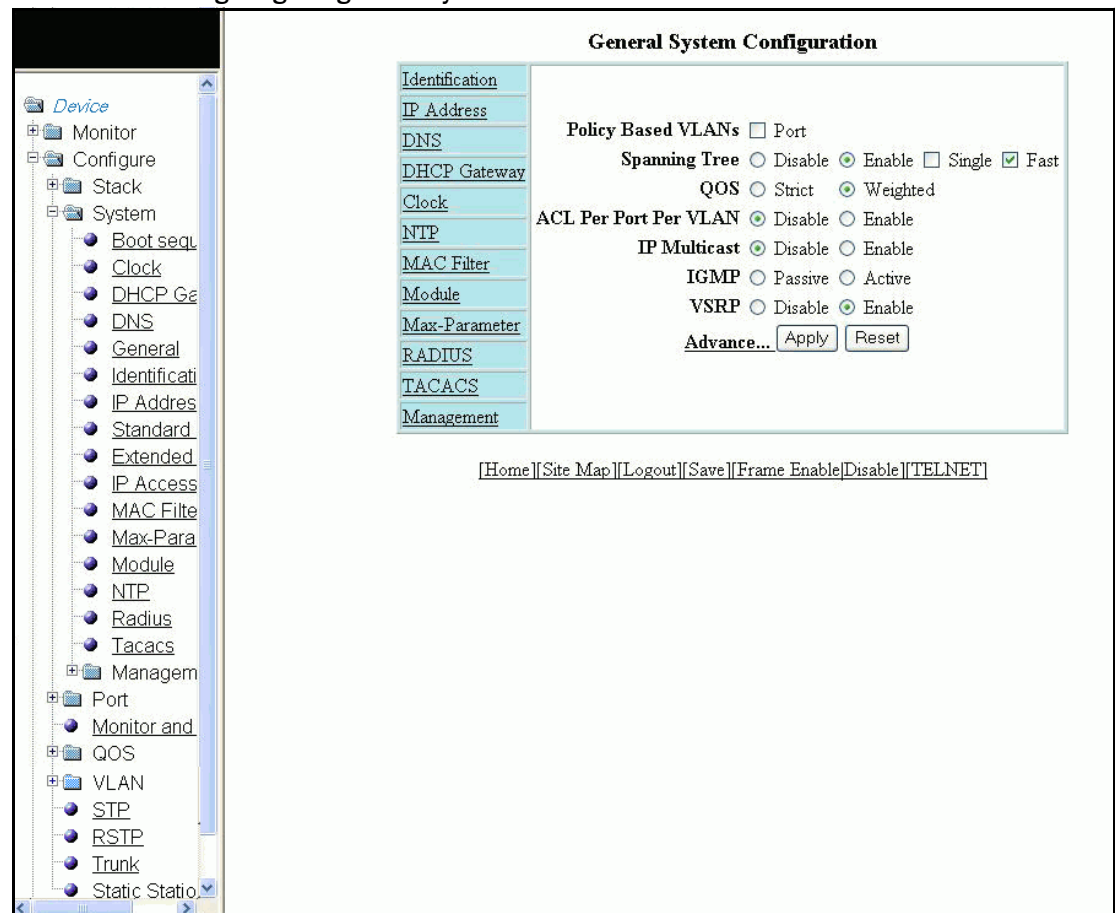 General System Configuration
Device
Monitor
Configure
Stack
System
Boot sequ
Clock
DHCP Ga
DNS
General
Identificati
IP Addres
Standard
Extended
IP Access
MAC Filte
Max-Para
Module
NTP
Radius
Tacacs
Managem
Port
Monitor and
QOS
VLAN
STP
RSTP
Trunk
Static Statio
Identification
IP Address
DNS
DHCP Gateway
Clock
NTP
MAC Filter
Module
Max-Parameter
RADIUS
TACACS
Management
Policy Based VLANs Port
Spanning Tree Disable Enable Single Fast
QOS Strict Weighted
ACL Per Port Per VLAN Disable Enable
IP Multicast Disable Enable
IGMP Passive Active
VSRP Disable Enable
Advance... Apply Reset
[Home][Site Map][Logout][Save][Frame Enable|Disable][TELNET]